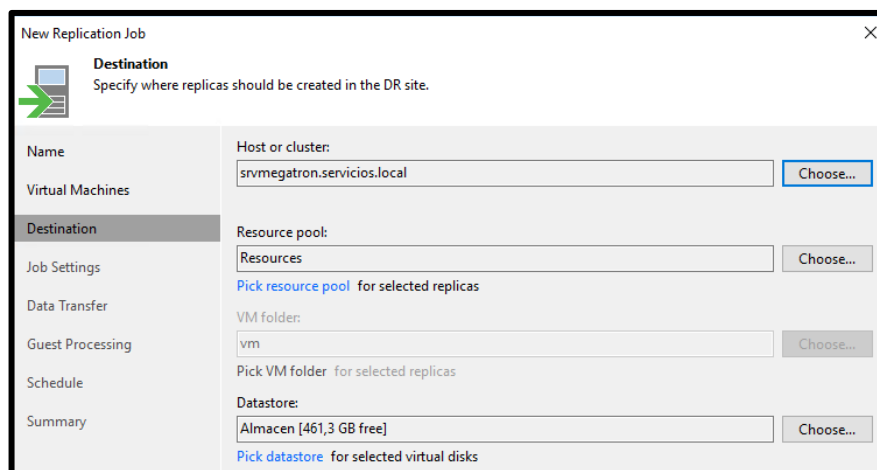 New Replication Job
Destination
Specify where replicas should be created in the DR site.
Name
Virtual Machines
Destination
Job Settings
Data Transfer
Guest Processing
Schedule
Summary
Host or cluster:
srvmegatron.servicios.local
Choose...
Resource pool:
Resources
Choose...
Pick resource pool for selected replicas
VM folder:
vm
Choose...
Pick VM folder for selected replicas
Datastore:
Almacen [461,3 GB free]
Choose...
Pick datastore for selected virtual disks